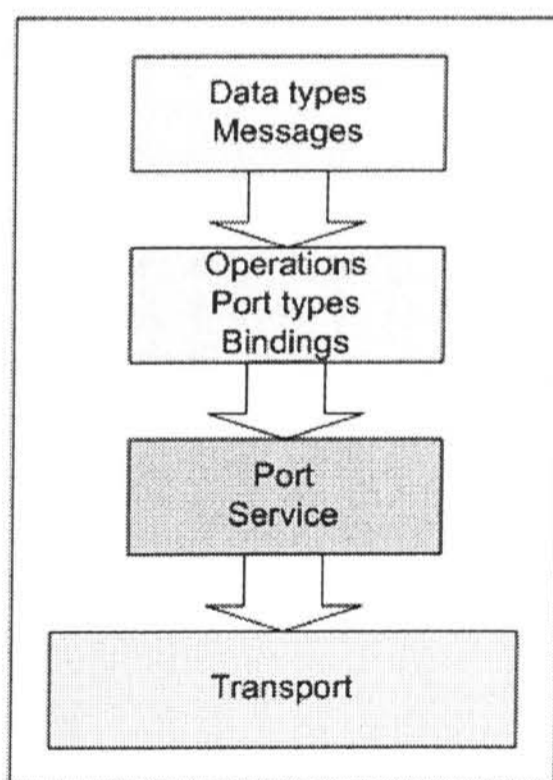 Data types
Messages
Operations
Port types
Bindings
Port
Service
Transport